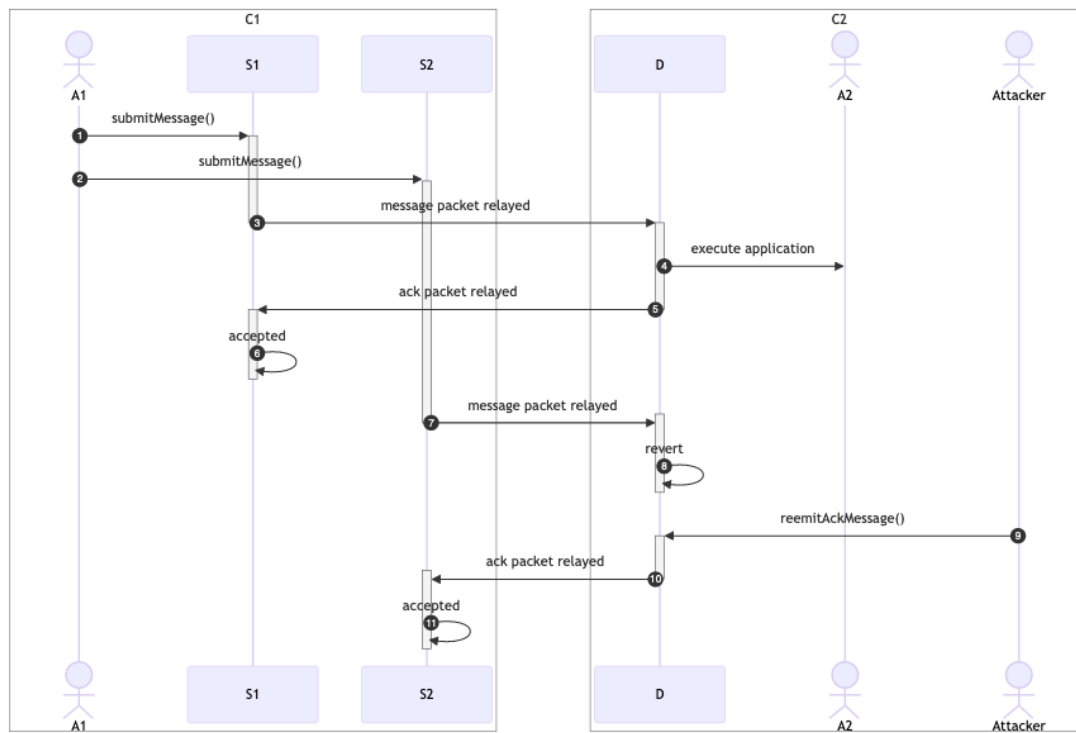 C1
C2
S1
S2
D
A1
A2
Attacker
submitMessage()
1
submitMessage()
2
message packet relayed
3
execute application
4
ack packet relayed
5
accepted
6
message packet relayed
7
revert
8
reemitAckMessage()
9
ack packet relayed
10
accepted
11
S1
S2
D
A1
A2
Attacker